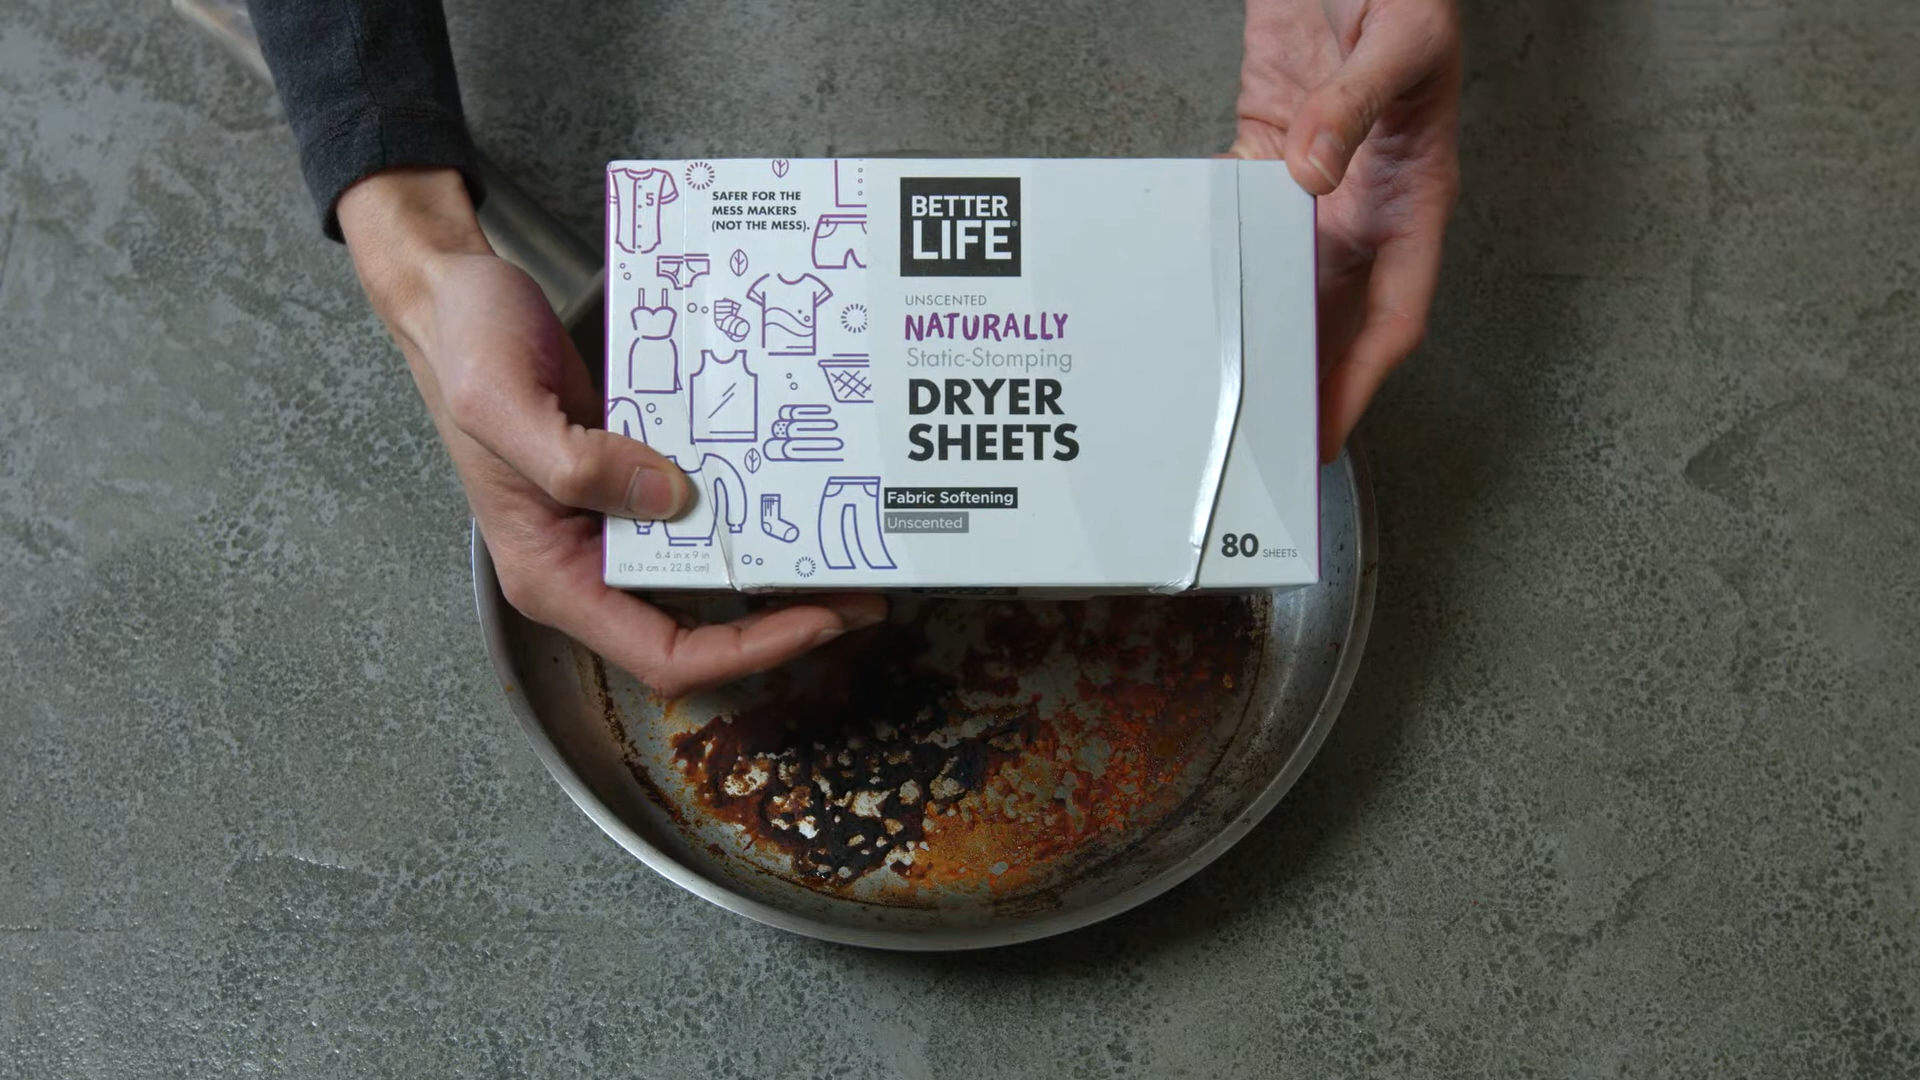 SAFER FOR THE
MESS MAKERS
(NOT THE MESS).
5
BETTER
LIFE®
UNSCENTED
NATURALLY
Static-Stomping
DRYER
SHEETS
Fabric Softening
Unscented
6.4 in x 9 in
(16.3 cm x 22.8 cm)
80 SHEETS